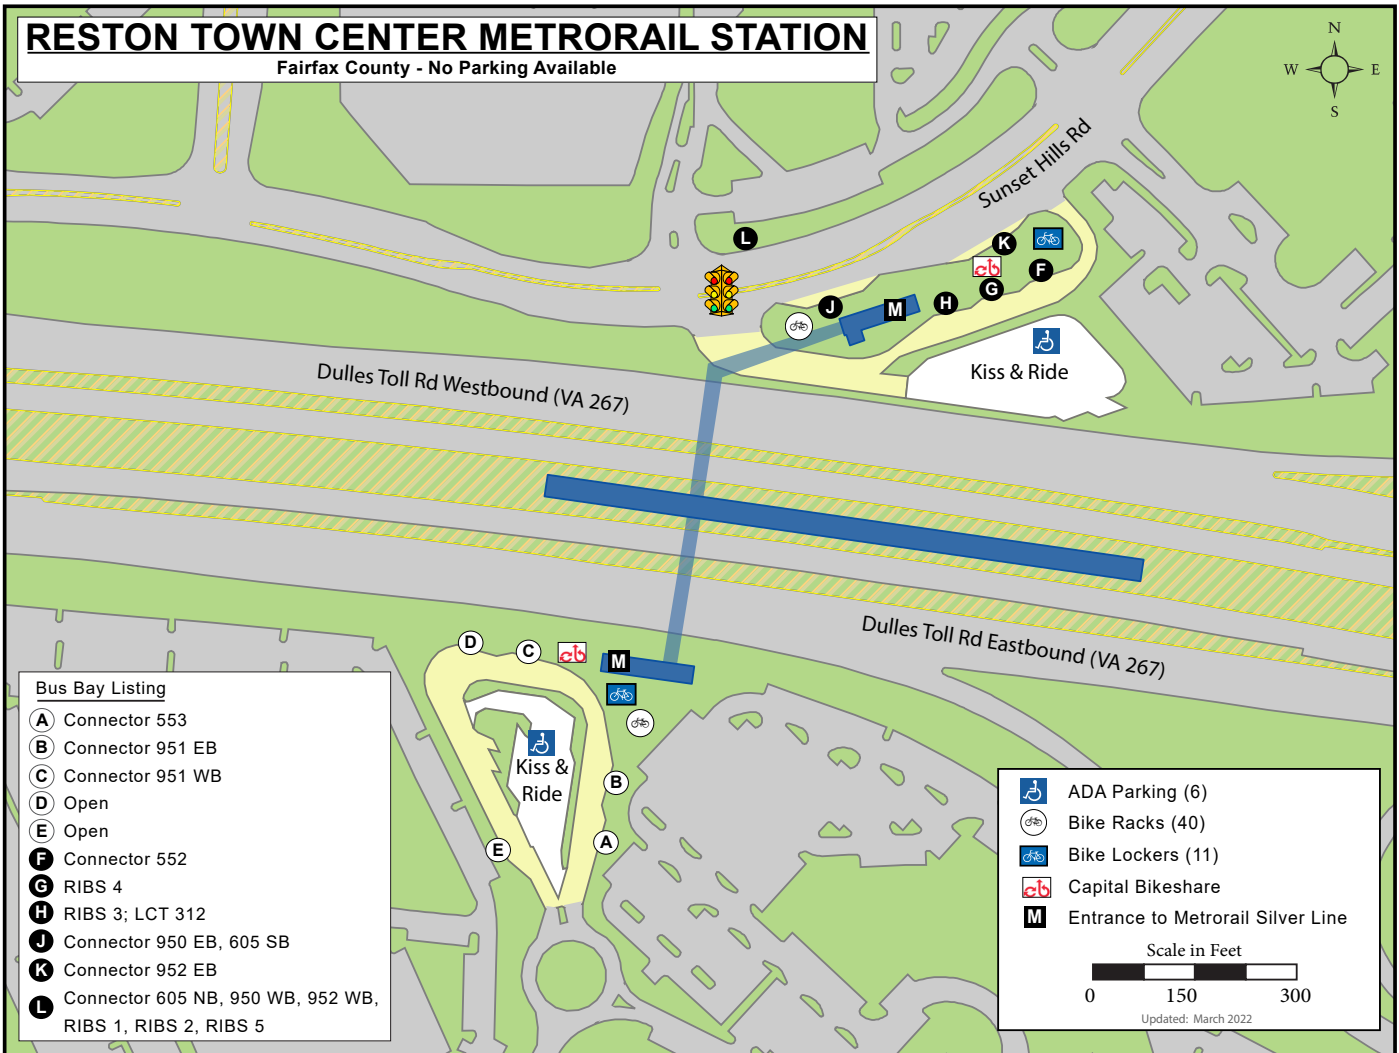 RESTON TOWN CENTER METRORAIL STATION
Fairfax County - No Parking Available
N
W E
S
Sunset Hills Rd
L
K
F
G
H
J
M
Kiss & Ride
Dulles Toll Rd Westbound (VA 267)
Dulles Toll Rd Eastbound (VA 267)
D
C
M
Kiss &
Ride
B
A
E
Bus Bay Listing
A Connector 553
B Connector 951 EB
C Connector 951 WB
D Open
E Open
F Connector 552
G RIBS 4
H RIBS 3; LCT 312
J Connector 950 EB, 605 SB
K Connector 952 EB
L Connector 605 NB, 950 WB, 952 WB,
RIBS 1, RIBS 2, RIBS 5
ADA Parking (6)
Bike Racks (40)
Bike Lockers (11)
Capital Bikeshare
M Entrance to Metrorail Silver Line
Scale in Feet
0 150 300
Updated: March 2022